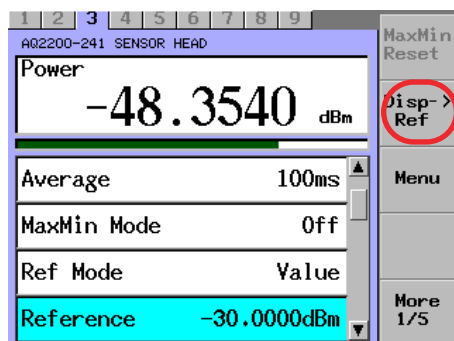 1 2 3 4 5 6 7 8 9
AQ2200-241 SENSOR HEAD
Power
-48.3540 dBm
Average 100ms
MaxMin Mode Off
Ref Mode Value
Reference -30.0000dBm
MaxMin
Reset
Disp->
Ref
Menu
More
1/5